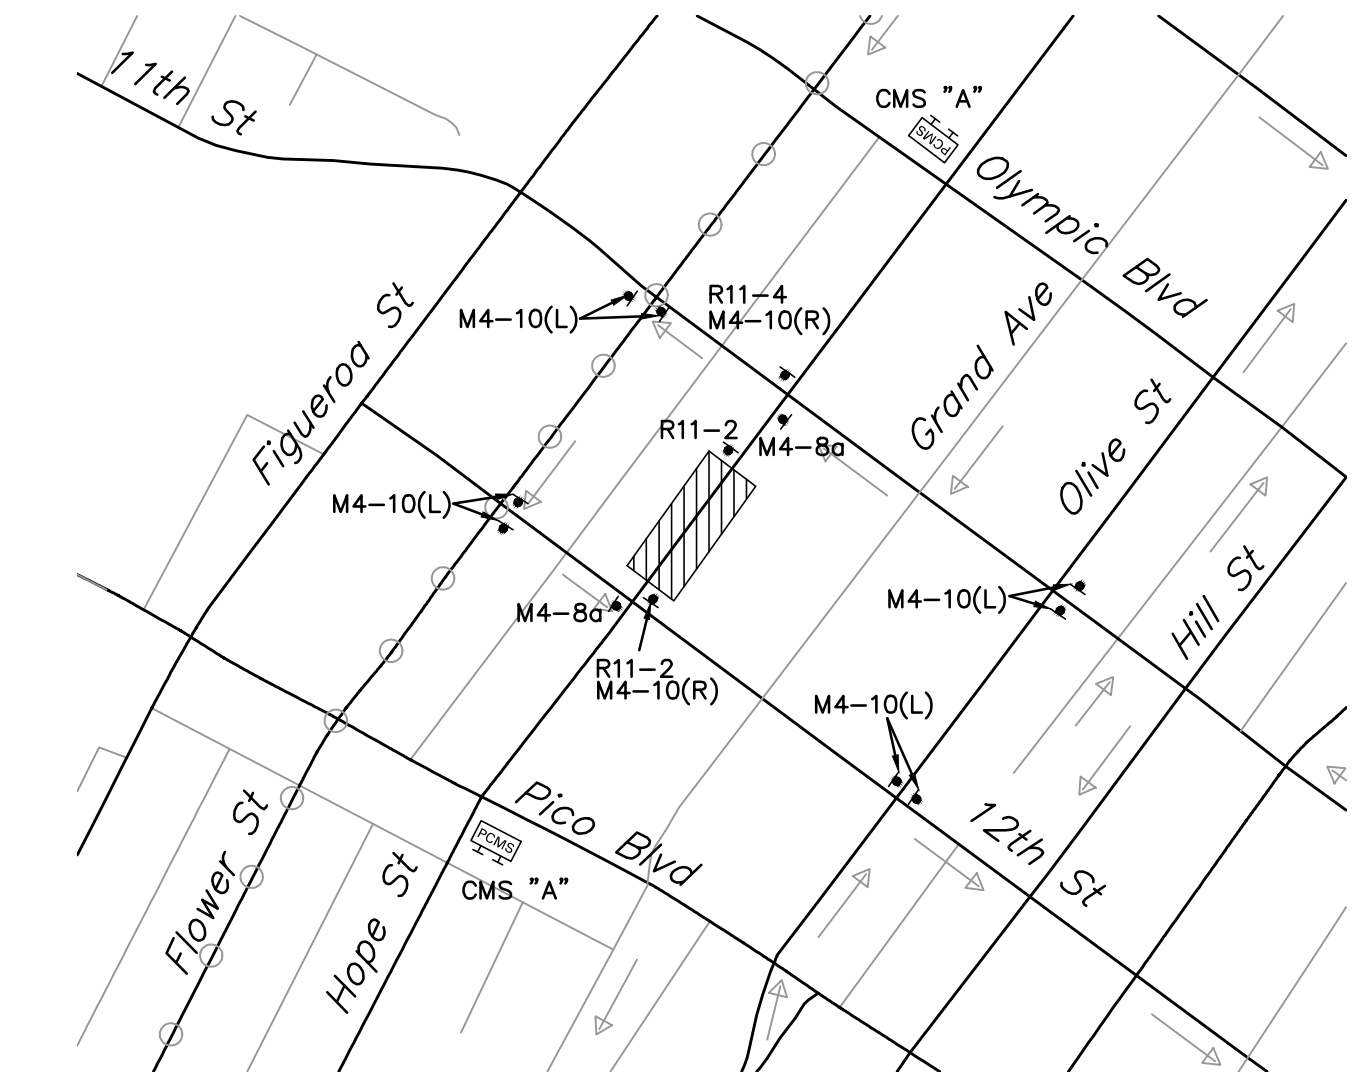 11th St
CMS "A"
PCMS
Olympic Blvd
R11-4
M4-10(R)
M4-10(L)
Figueroa St
Grand Ave
R11-2
M4-8a
Olive St
M4-10(L)
Hill St
M4-10(L)
M4-8a
R11-2
M4-10(R)
M4-10(L)
Pico Blvd
12th St
PCMS
CMS "A"
Flower St
Hope St